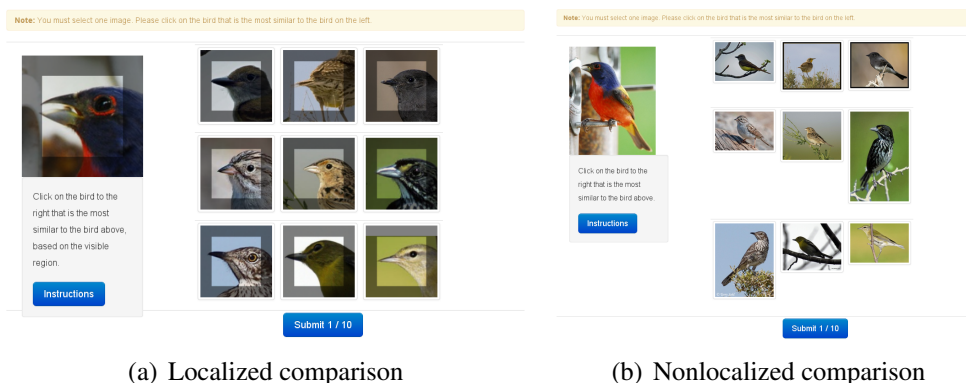 Note: You must select one image. Please click on the bird that is the most similar to the bird on the left.
Click on the bird to the
right that is the most
similar to the bird above,
based on the visible
region.
Instructions
Submit 1 / 10
(a) Localized comparison
Note: You must select one image. Please click on the bird that is the most similar to the bird on the left.
Click on the bird to the
right that is the most
similar to the bird above.
Instructions
Submit 1 / 10
(b) Nonlocalized comparison